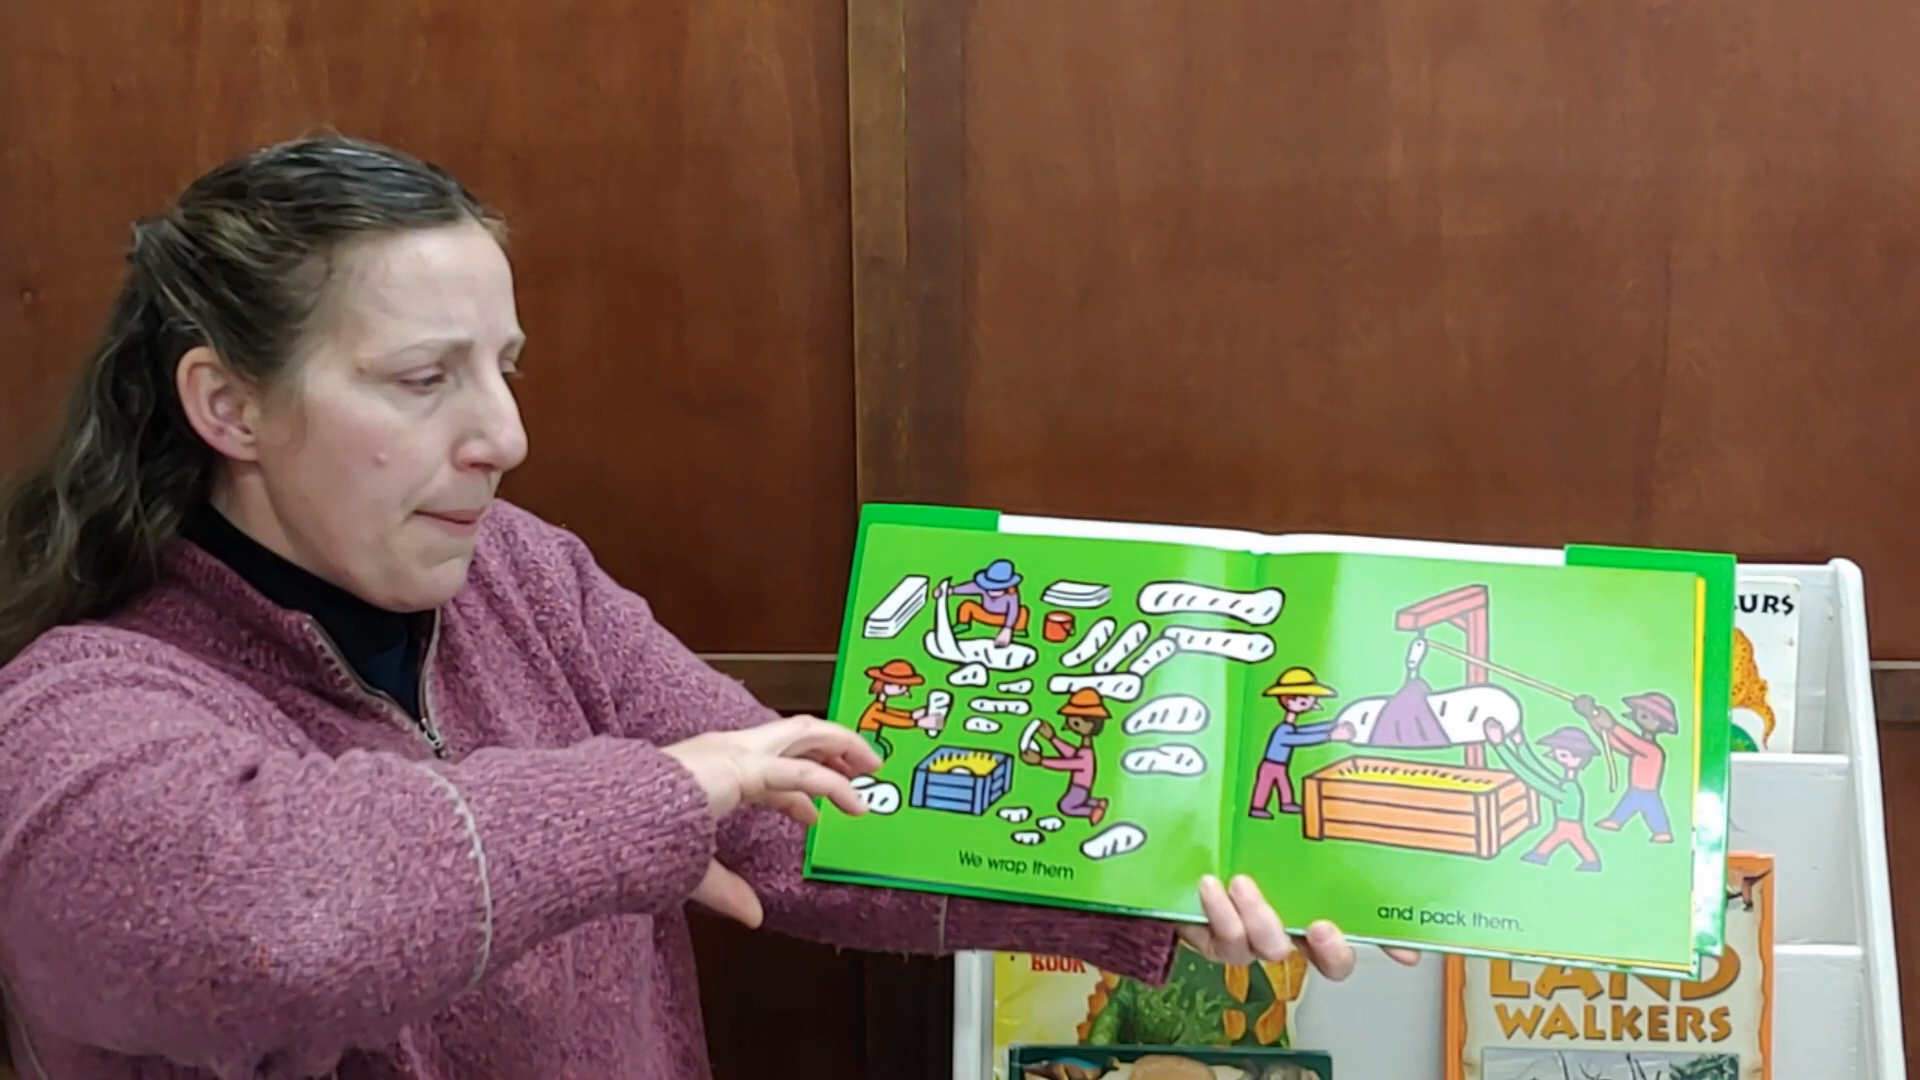 URS
We wrap them
and pack them.
BOOK
LAND
WALKERS